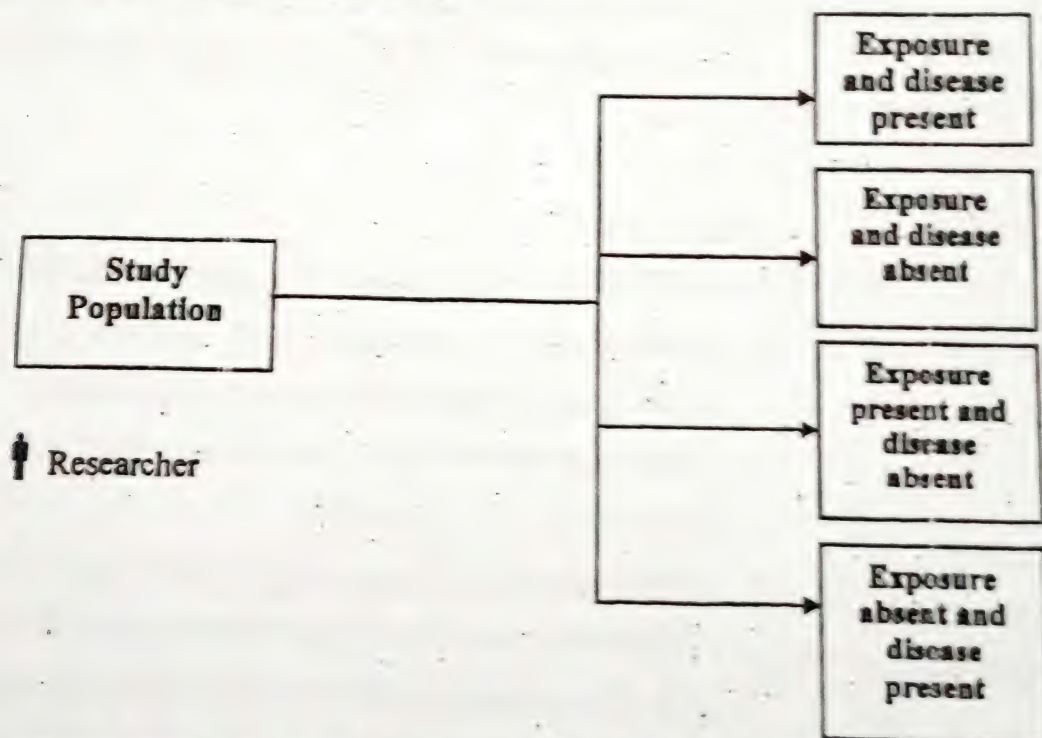 Exposure
and disease
present
Exposure
and disease
absent
Study
Population
Exposure
present and
disease
absent
Researcher
Exposure
absent and
disease
present